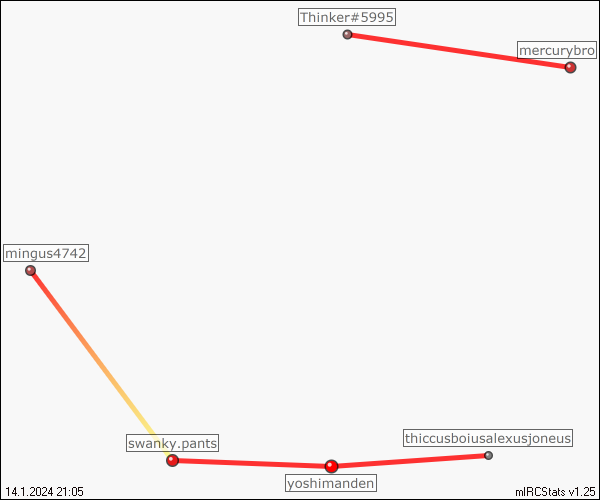 Thinker#5995
mercurybro
mingus4742
swanky.pants
thiccusboiusalexusjoneus
yoshimanden
14.1.2024 21:05
mIRCStats v1.25